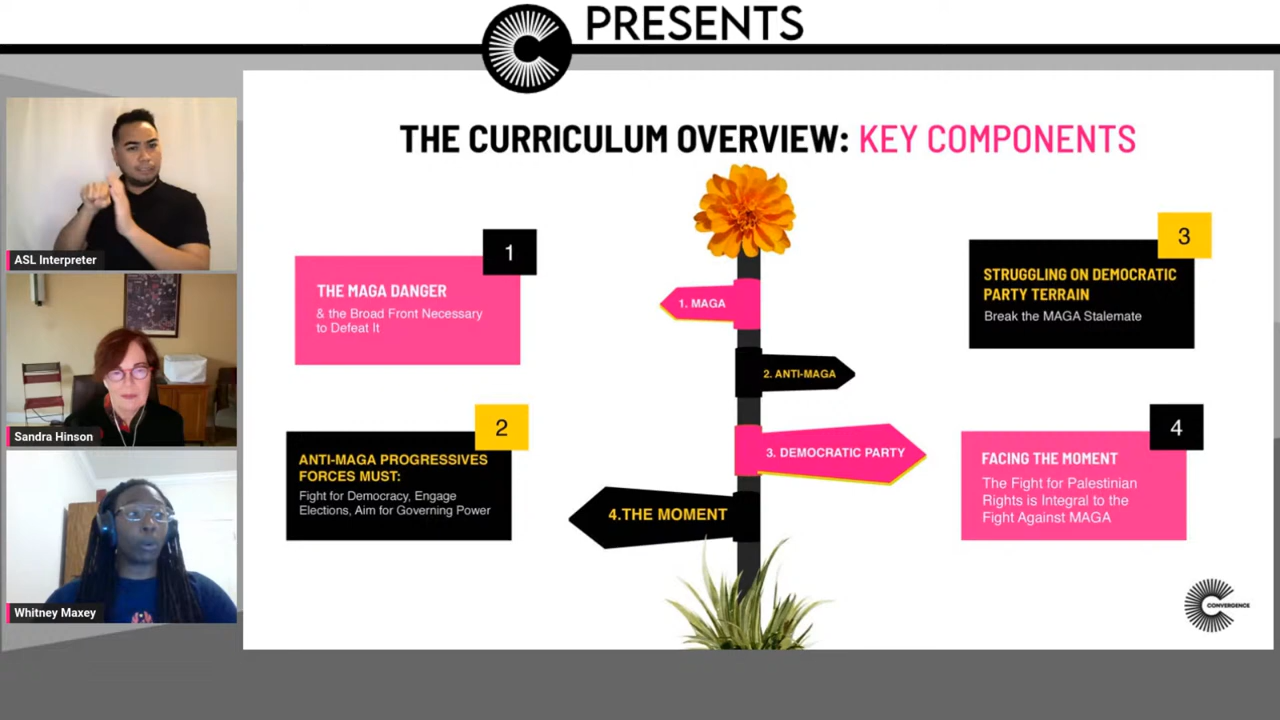 PRESENTS
THE CURRICULUM OVERVIEW: KEY COMPONENTS
ASL Interpreter
Sandra Hinson
Whitney Maxey
1
THE MAGA DANGER
& the Broad Front Necessary
to Defeat It
2
ANTI-MAGA PROGRESSIVES
FORCES MUST:
Fight for Democracy, Engage
Elections, Aim for Governing Power
1. MAGA
2. ANTI-MAGA
3. DEMOCRATIC PARTY
4.THE MOMENT
3
STRUGGLING ON DEMOCRATIC
PARTY TERRAIN
Break the MAGA Stalemate
4
FACING THE MOMENT
The Fight for Palestinian
Rights is Integral to the
Fight Against MAGA
CONVERGENCE